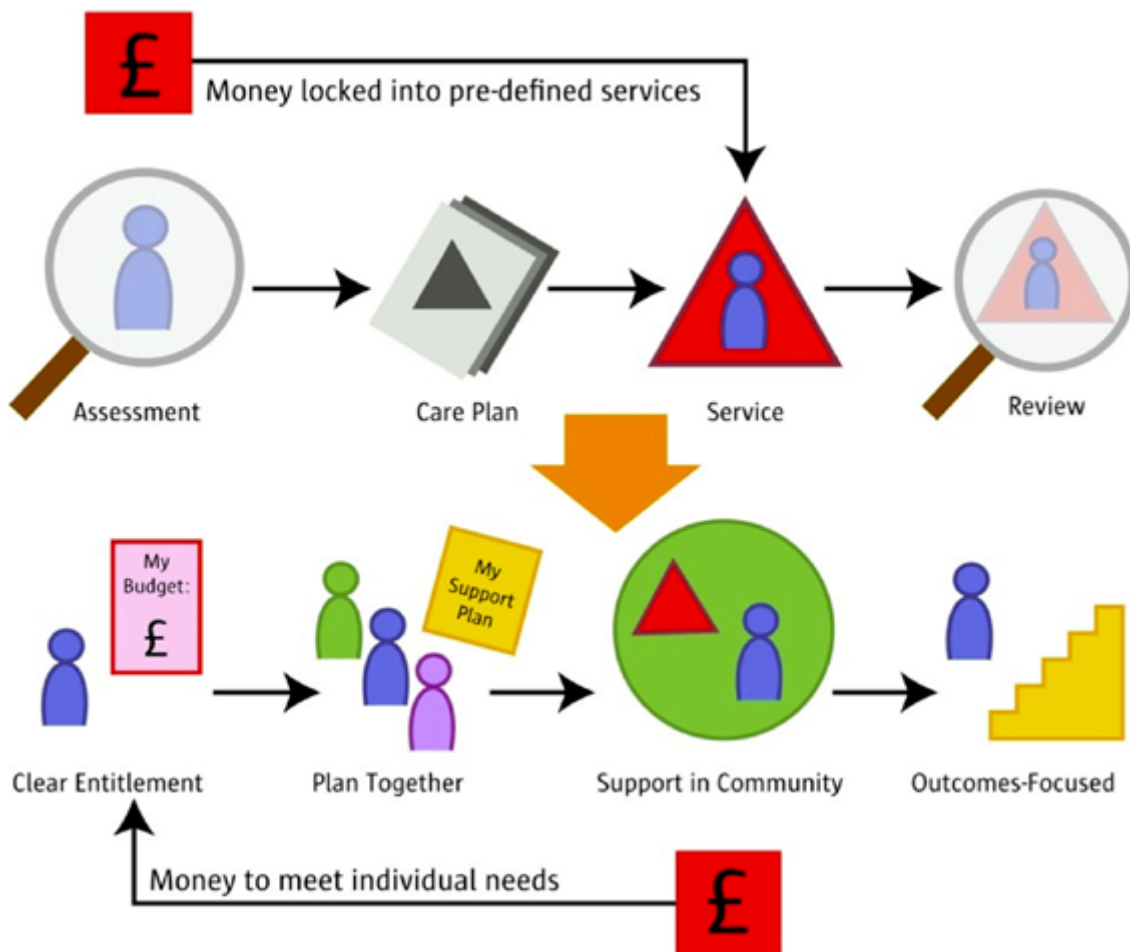 £
Money locked into pre-defined services
Assessment
Care Plan
Service
Review
My
Budget:
£
My
Support
Plan
Clear Entitlement
Plan Together
Support in Community
Outcomes-Focused
Money to meet individual needs
£